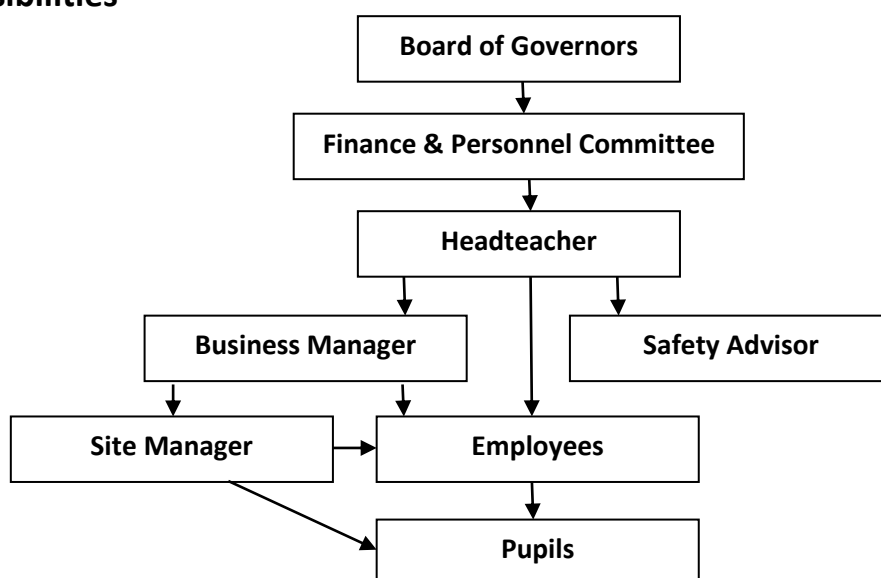 Board of Governors
Finance & Personnel Committee
Headteacher
Business Manager
Safety Advisor
Site Manager
Employees
Pupils